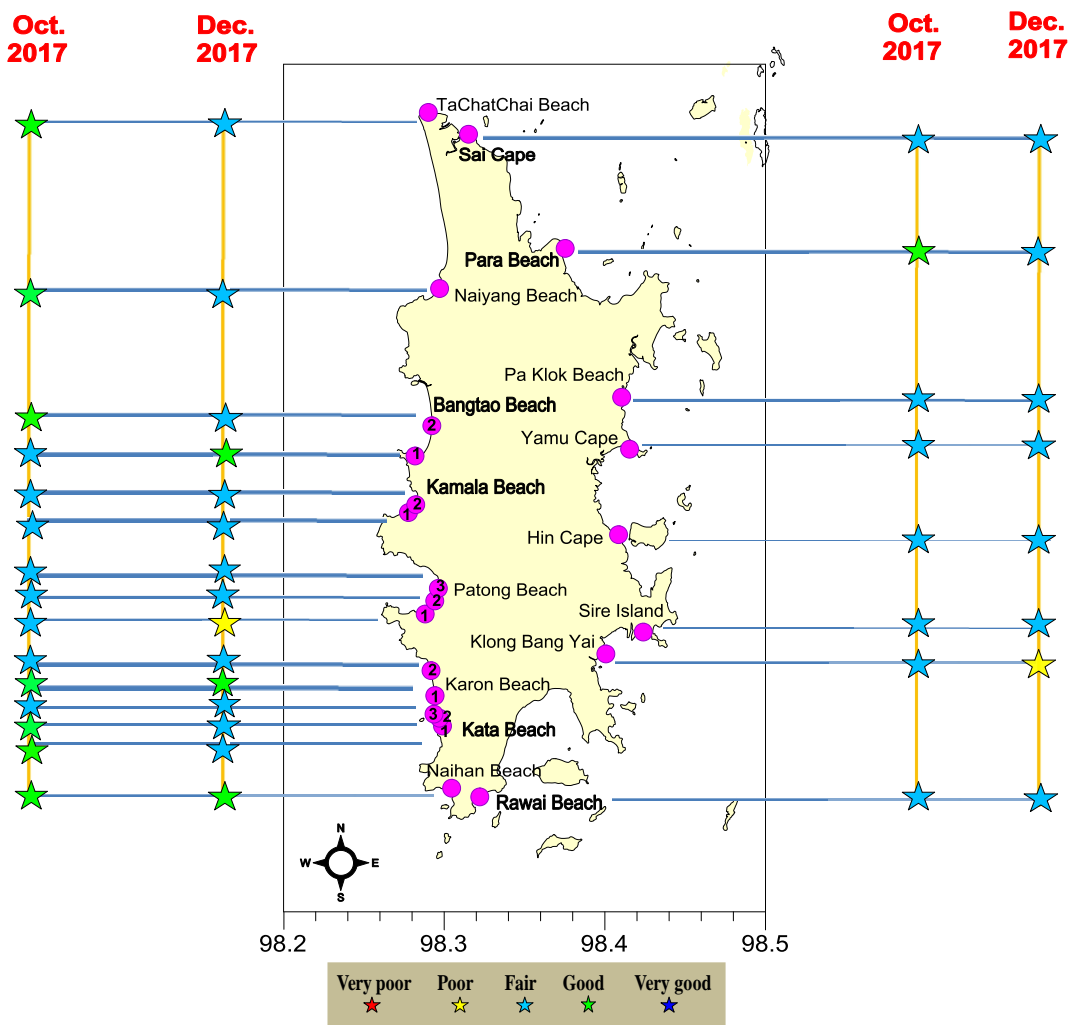 Oct.
2017
Dec.
2017
Oct.
2017
Dec.
2017
TaChatChai Beach
Sai Cape
Para Beach
Naiyang Beach
Pa Klok Beach
Bangtao Beach
2
Yamu Cape
1
Kamala Beach
2
1
Hin Cape
3
Patong Beach
2
1
Sire Island
Klong Bang Yai
2
Karon Beach
1
3
2
Kata Beach
1
Naihan Beach
Rawai Beach
N
W
E
S
98.2
98.3
98.4
98.5
Very poor
Poor
Fair
Good
Very good